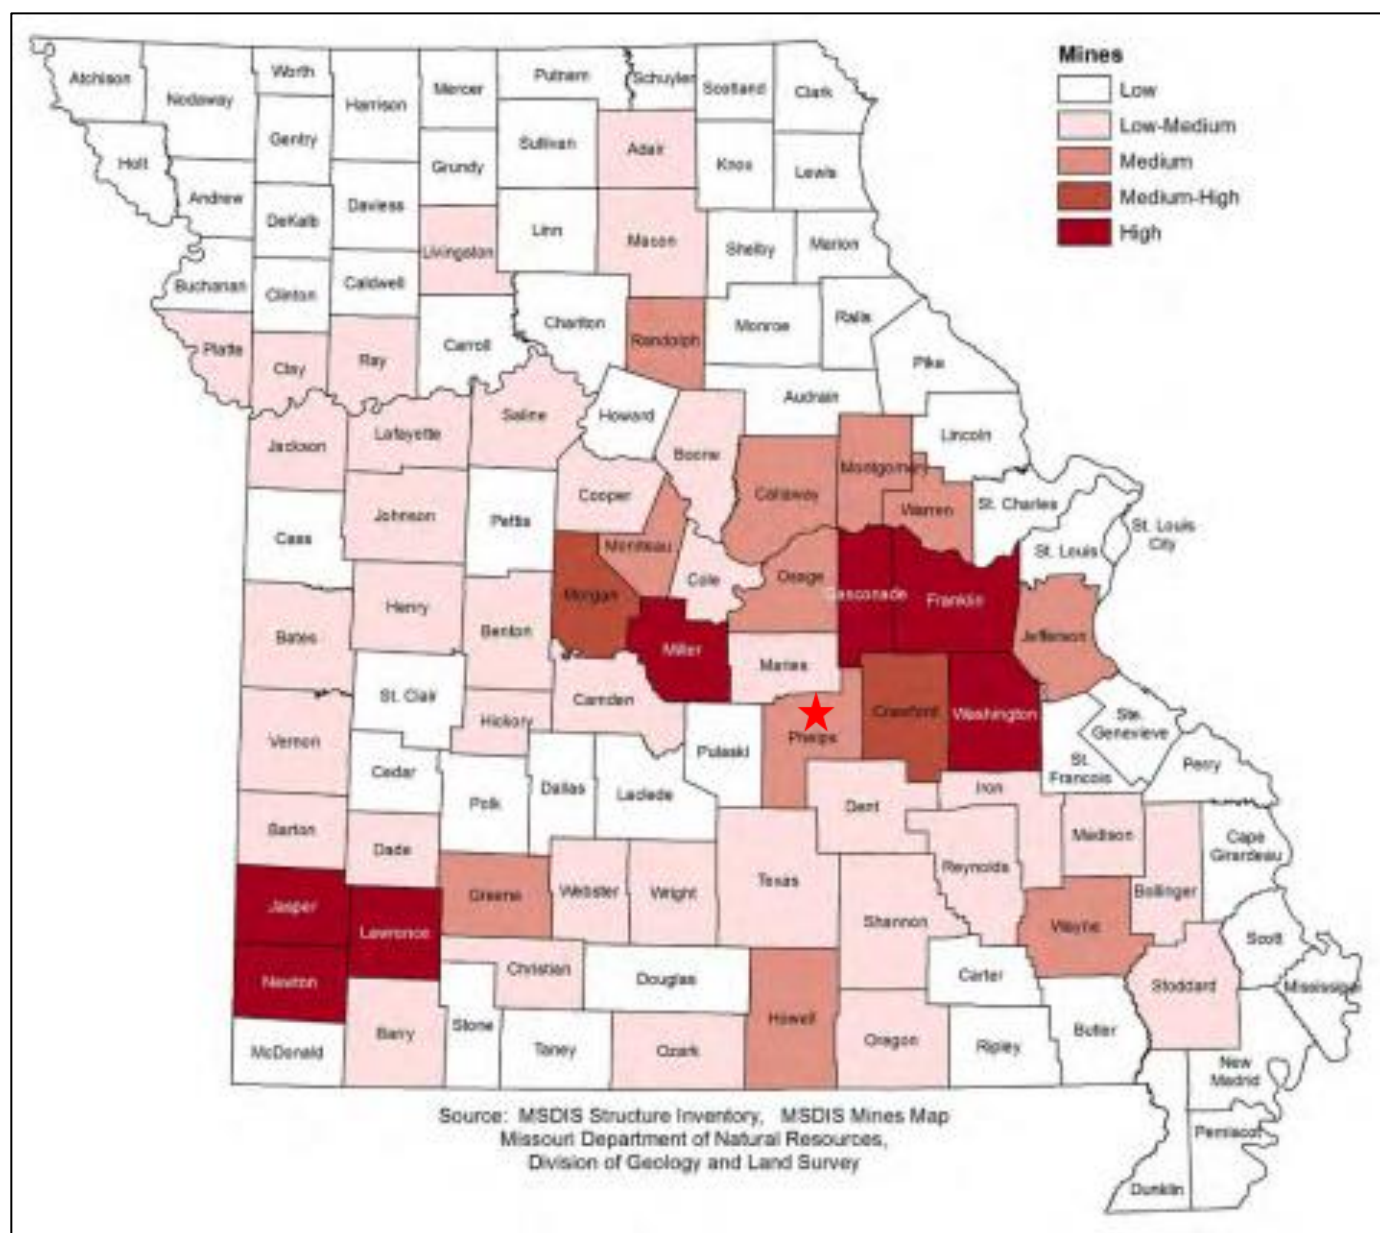 Mines
Low
Low-Medium
Medium
Medium-High
High
Atchison
Nodaway
Worth
Harrison
Mercer
Putnam
Schuyler
Scotland
Clark
Gentry
Sullivan
Adair
Knox
Lewis
Holt
Andrew
DeKalb
Daviess
Grundy
Linn
Macon
Shelby
Marion
Livingston
Buchanan
Clinton
Caldwell
Carroll
Chariton
Randolph
Monroe
Ralls
Pike
Platte
Clay
Ray
Saline
Howard
Audrain
Jackson
Lafayette
Boone
Lincoln
Cooper
Callaway
Montgomery
Warren
St. Charles
Cass
Johnson
Pettis
Moniteau
Cole
Osage
Gasconade
Franklin
St. Louis
St. Louis
City
Bates
Henry
Benton
Morgan
Miller
Maries
Jefferson
Vernon
St. Clair
Hickory
Camden
Pulaski
Phelps
Crawford
Washington
Ste.
Genevieve
St.
Francois
Perry
Cedar
Polk
Dallas
Laclede
Dent
Iron
Barton
Dade
Madison
Cape
Girardeau
Jasper
Greene
Webster
Wright
Texas
Reynolds
Bollinger
Lawrence
Shannon
Wayne
Scott
Newton
Christian
Douglas
Carter
Stoddard
Mississippi
McDonald
Barry
Stone
Taney
Ozark
Howell
Oregon
Ripley
Butler
New
Madrid
Pemiscot
Dunklin
Source: MSDIS Structure Inventory, MSDIS Mines Map
Missouri Department of Natural Resources,
Division of Geology and Land Survey